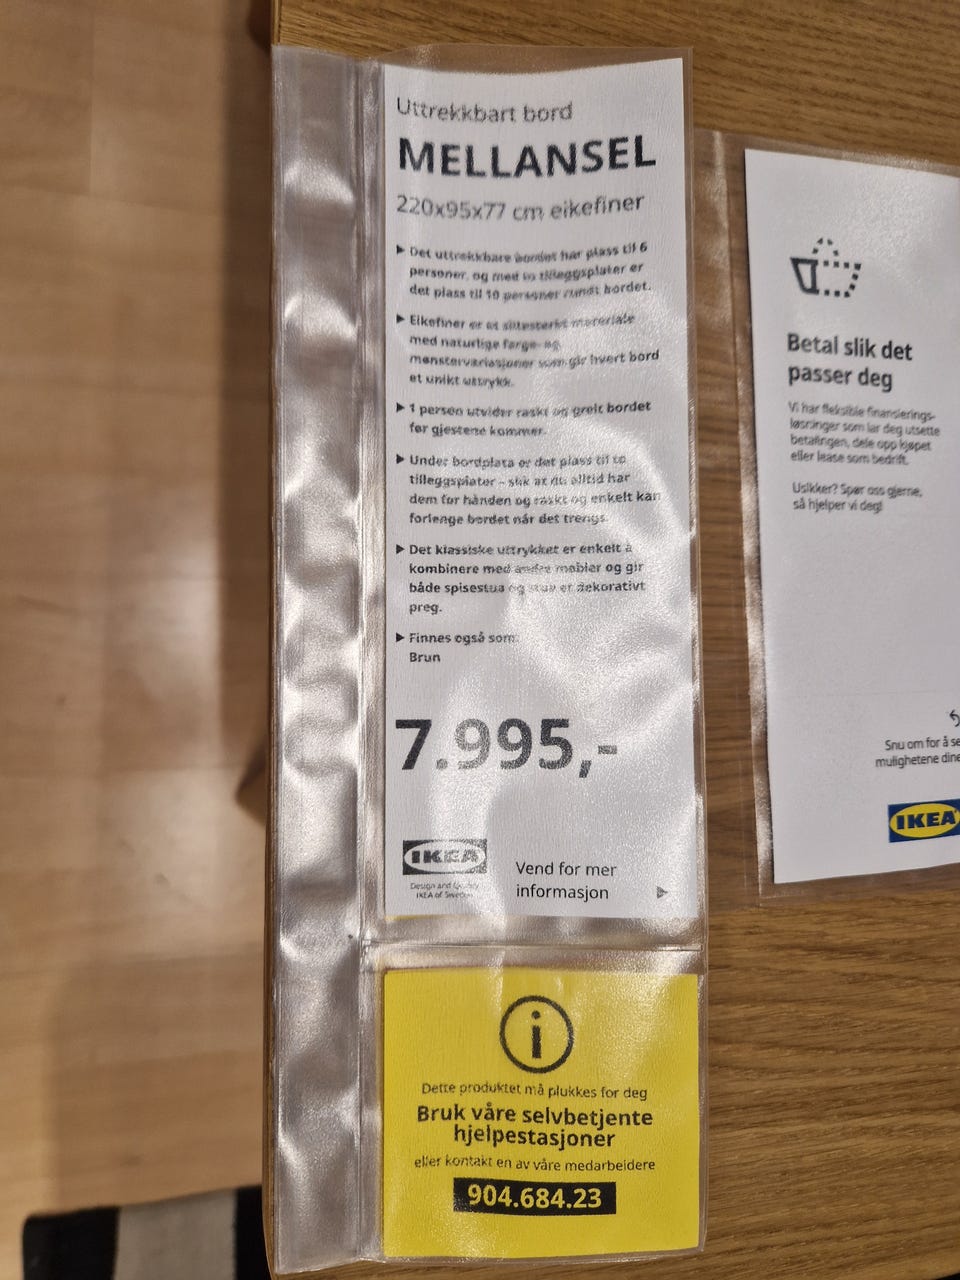 Uttrekkbart bord
MELLANSEL
220x95x77 cm eikefiner
▶ Det uttrekkbare bordet har plass til 6
personer, og med to tilleggsplater er
det plass til 10 personer rundt bordet.
▶ Eikefiner er et slitesterkt materiale
med naturlige farge- og
mønstervariasjoner som gir hvert bord
et unikt uttrykk.
▶ 1 person utvider raskt og greit bordet
før gjestene kommer.
▶ Under bordplata er det plass til to
tilleggsplater – slik at du alltid har
dem for hånden og raskt og enkelt kan
forlenge bordet når det trengs.
▶ Det klassiske uttrykket er enkelt å
kombinere med andre møbler og gir
både spisestua og stua et dekorativt
preg.
▶ Finnes også som:
Brun
7.995,-
IKEA
Design and Quality
IKEA of Sweden
Vend for mer
informasjon
Dette produktet må plukkes for deg
Bruk våre selvbetjente
hjelpestasjoner
eller kontakt en av våre medarbeidere
904.684.23
Betal slik det
passer deg
Vi har fleksible finansierings-
løsninger som lar deg utsette
betalingen, dele opp kjøpet
eller lease som bedrift.
Usikker? Spør oss gjerne,
så hjelper vi deg!
Snu om for å se
mulighetene dine
IKEA